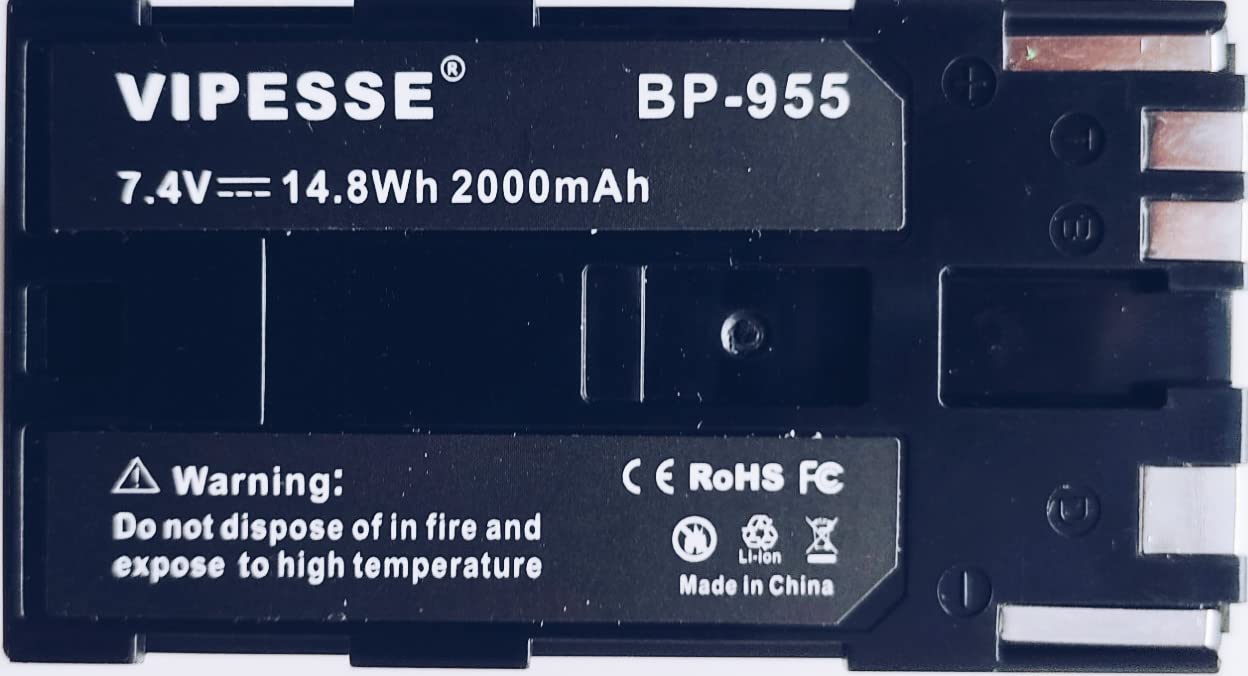 VIPESSE® BP-955
7.4V⎓14.8Wh 2000mAh
+
T
B
⚠ Warning:
Do not dispose of in fire and
expose to high temperature
CE RoHS FC
Li-ion
Made in China
D
−